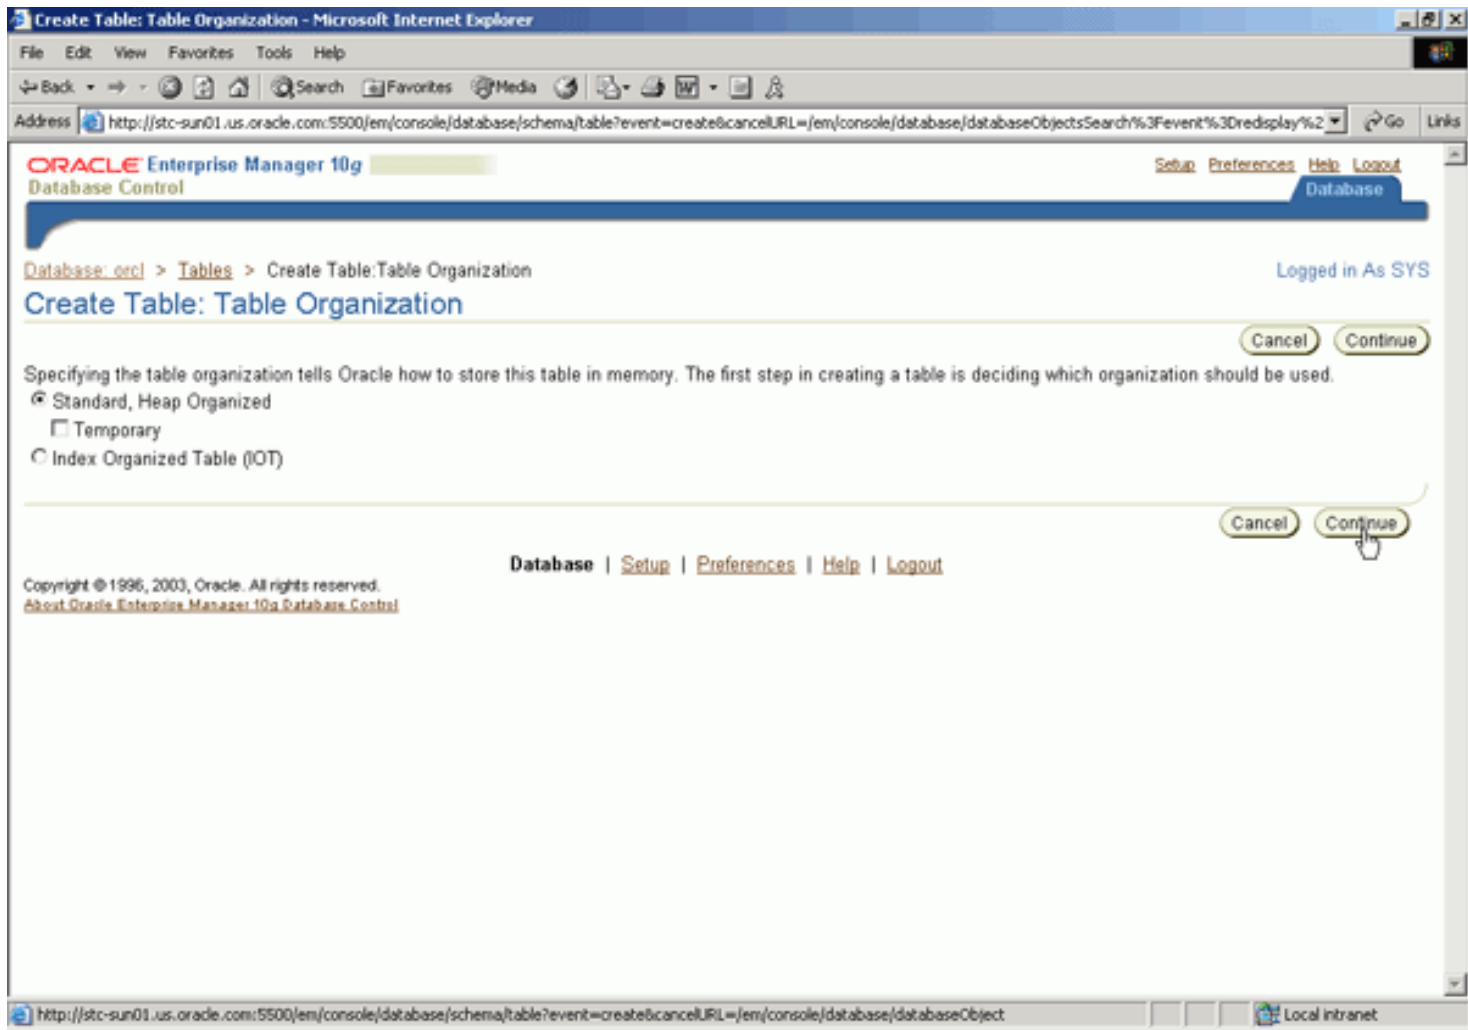 Create Table: Table Organization - Microsoft Internet Explorer
File Edit View Favorites Tools Help
Back Search Favorites Media
Address http://stc-sun01.us.oracle.com:5500/em/console/database/schema/table?event=create&cancelURL=/em/console/database/databaseObjectsSearch%3Fevent%3Dredisplay%2 Go Links
ORACLE Enterprise Manager 10g
Database Control
Setup Preferences Help Logout
Database
Database: orcl > Tables > Create Table:Table Organization
Logged in As SYS
Create Table: Table Organization
Cancel Continue
Specifying the table organization tells Oracle how to store this table in memory. The first step in creating a table is deciding which organization should be used.
Standard, Heap Organized
Temporary
Index Organized Table (IOT)
Cancel Continue
Database | Setup | Preferences | Help | Logout
Copyright © 1996, 2003, Oracle. All rights reserved.
About Oracle Enterprise Manager 10g Database Control
http://stc-sun01.us.oracle.com:5500/em/console/database/schema/table?event=create&cancelURL=/em/console/database/databaseObject
Local intranet